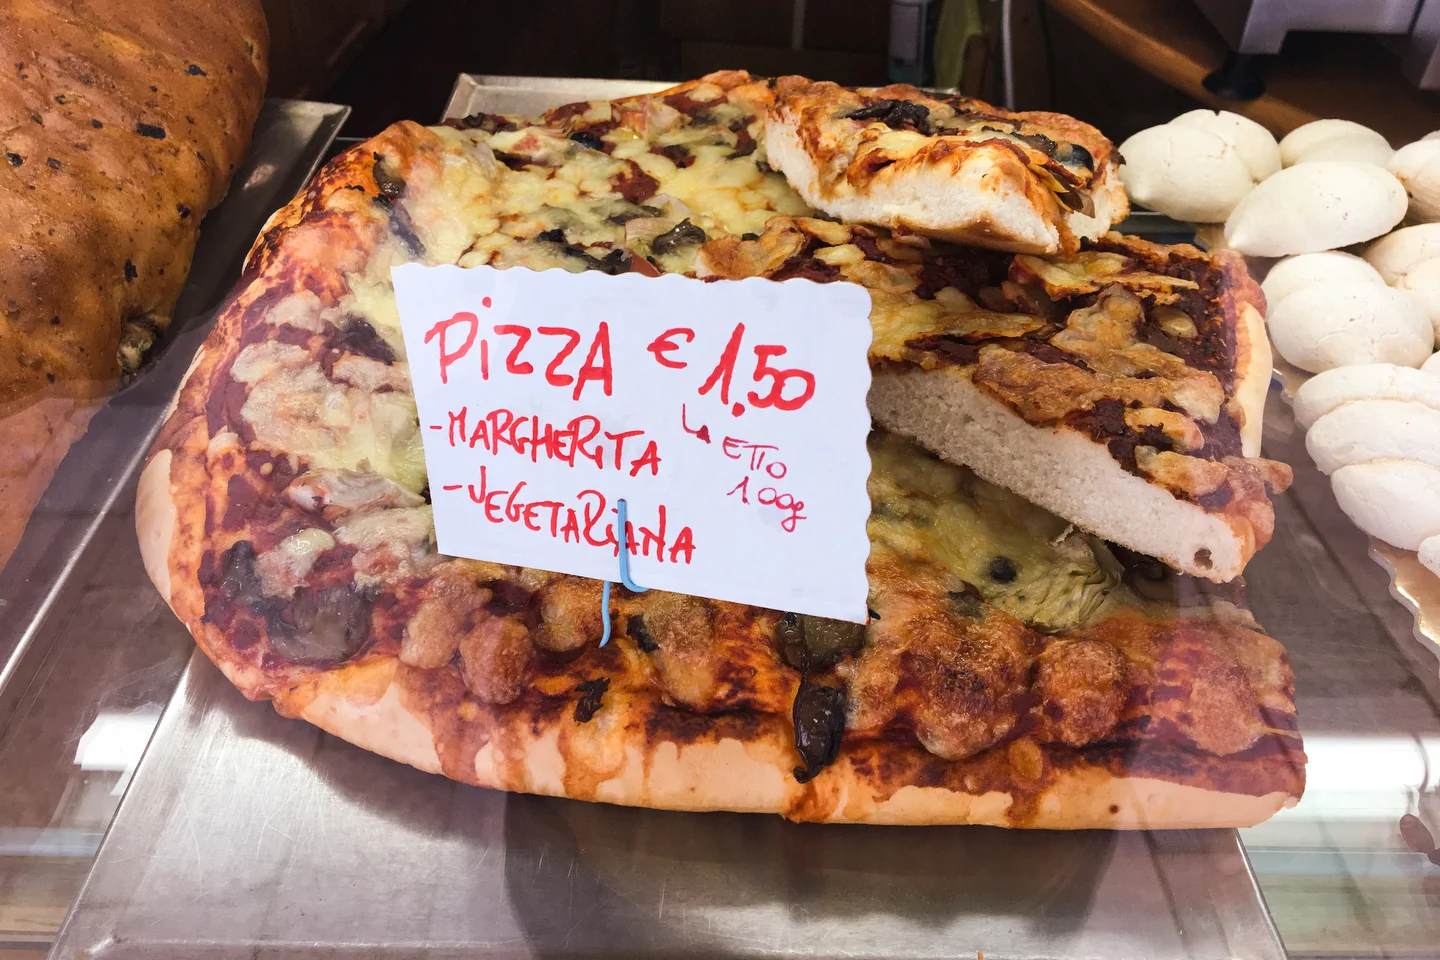 PiZZA € 1,50
ETTO
100g
-MARGHERITA
-VEGETARiANA